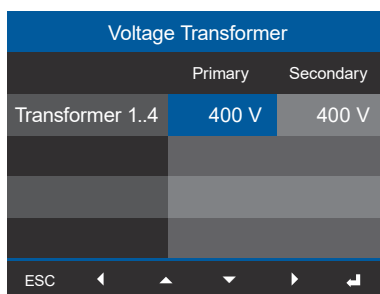 Voltage Transformer
Primary Secondary
Transformer 1..4 400 V 400 V
ESC